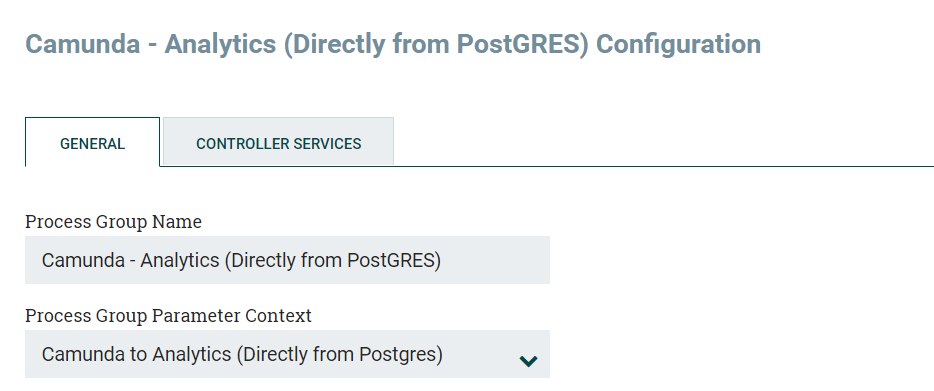 Camunda - Analytics (Directly from PostGRES) Configuration
GENERAL
CONTROLLER SERVICES
Process Group Name
Camunda - Analytics (Directly from PostGRES)
Process Group Parameter Context
Camunda to Analytics (Directly from Postgres)